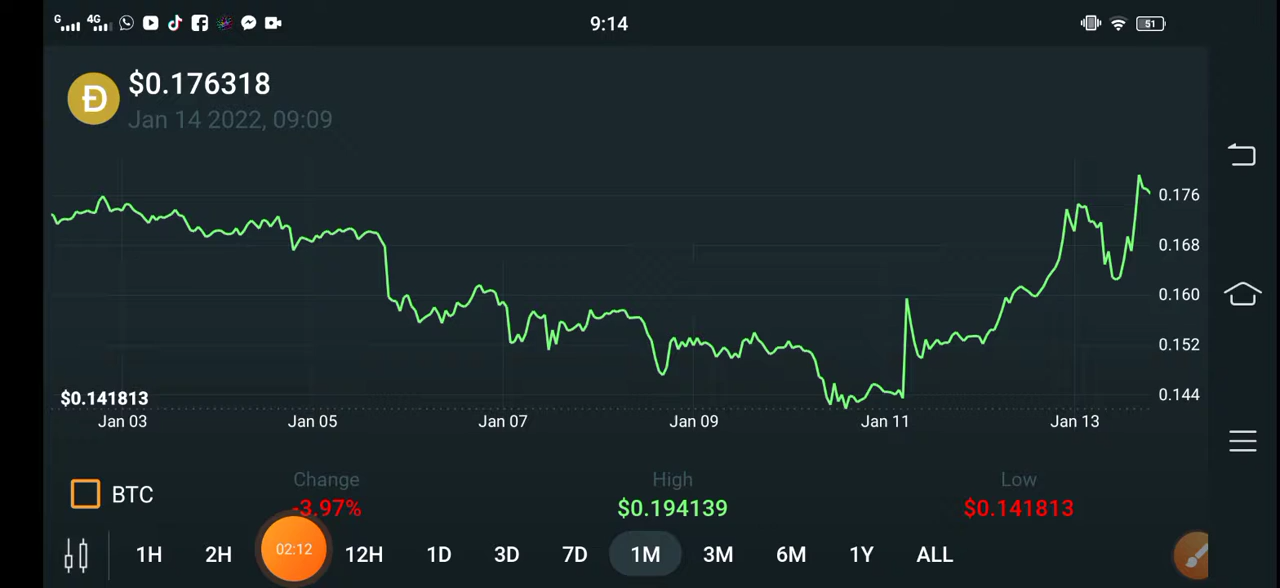 G 4G 9:14 51
$0.176318
Jan 14 2022, 09:09
0.176
0.168
0.160
0.152
0.144
$0.141813
Jan 03 Jan 05 Jan 07 Jan 09 Jan 11 Jan 13
Change High Low
BTC
-3.97% $0.194139 $0.141813
1H 2H 02:12 12H 1D 3D 7D 1M 3M 6M 1Y ALL